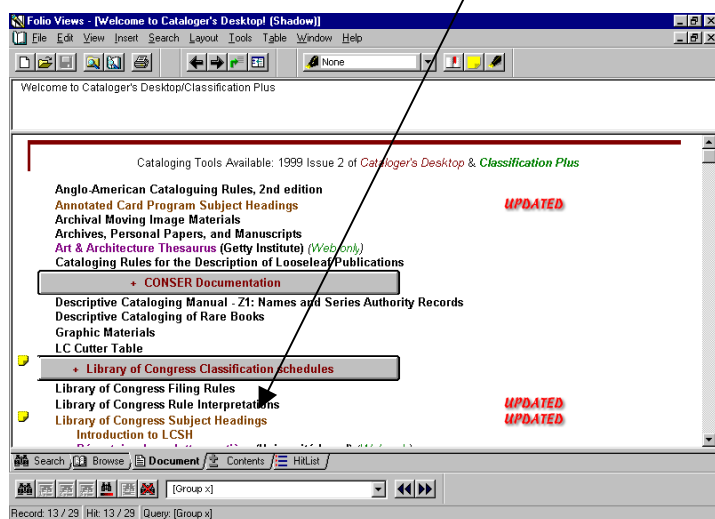 Folio Views - [Welcome to Cataloger's Desktop! (Shadow)]
File Edit View Insert Search Layout Tools Table Window Help
None
Welcome to Cataloger's Desktop/Classification Plus
Cataloging Tools Available: 1999 Issue 2 of Cataloger's Desktop & Classification Plus
Anglo-American Cataloguing Rules, 2nd edition
Annotated Card Program Subject Headings UPDATED
Archival Moving Image Materials
Archives, Personal Papers, and Manuscripts
Art & Architecture Thesaurus (Getty Institute) (Web only)
Cataloging Rules for the Description of Looseleaf Publications
+ CONSER Documentation
Descriptive Cataloging Manual - Z1: Names and Series Authority Records
Descriptive Cataloging of Rare Books
Graphic Materials
LC Cutter Table
+ Library of Congress Classification schedules
Library of Congress Filing Rules
Library of Congress Rule Interpretations UPDATED
Library of Congress Subject Headings UPDATED
Introduction to LCSH
Search Browse Document Contents HitList
[Group x]
Record: 13 / 29 Hit: 13 / 29 Query: [Group x]